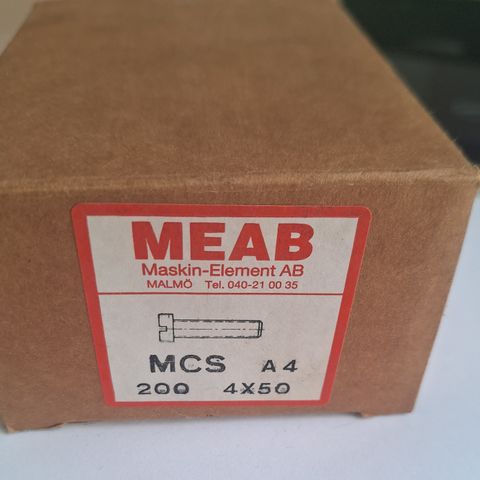 MEAB
Maskin-Element AB
MALMÖ Tel. 040-21 00 35
MCS A4
200 4X50